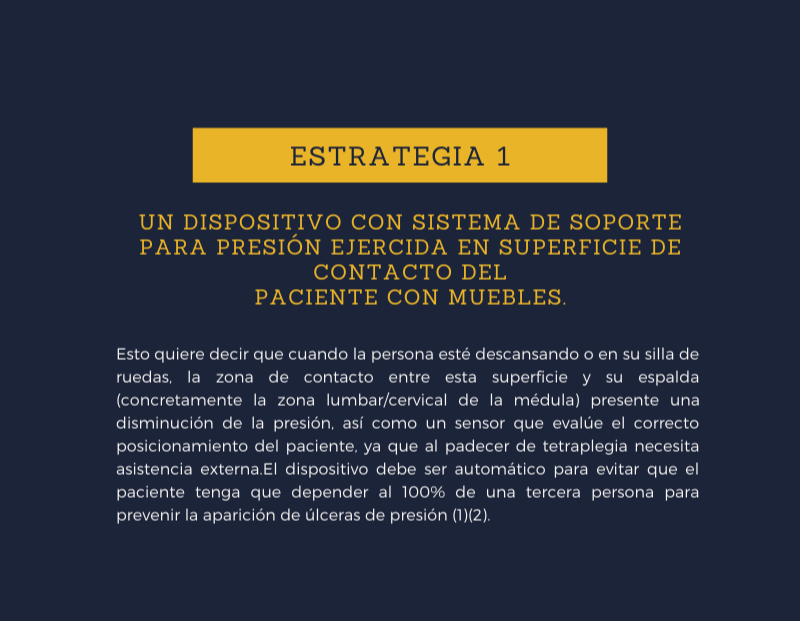 ESTRATEGIA 1
UN DISPOSITIVO CON SISTEMA DE SOPORTE
PARA PRESIÓN EJERCIDA EN SUPERFICIE DE
CONTACTO DEL
PACIENTE CON MUEBLES.
Esto quiere decir que cuando la persona esté descansando o en su silla de
ruedas, la zona de contacto entre esta superficie y su espalda
(concretamente la zona lumbar/cervical de la médula) presente una
disminución de la presión, así como un sensor que evalúe el correcto
posicionamiento del paciente, ya que al padecer de tetraplegia necesita
asistencia externa.El dispositivo debe ser automático para evitar que el
paciente tenga que depender al 100% de una tercera persona para
prevenir la aparición de úlceras de presión (1)(2).